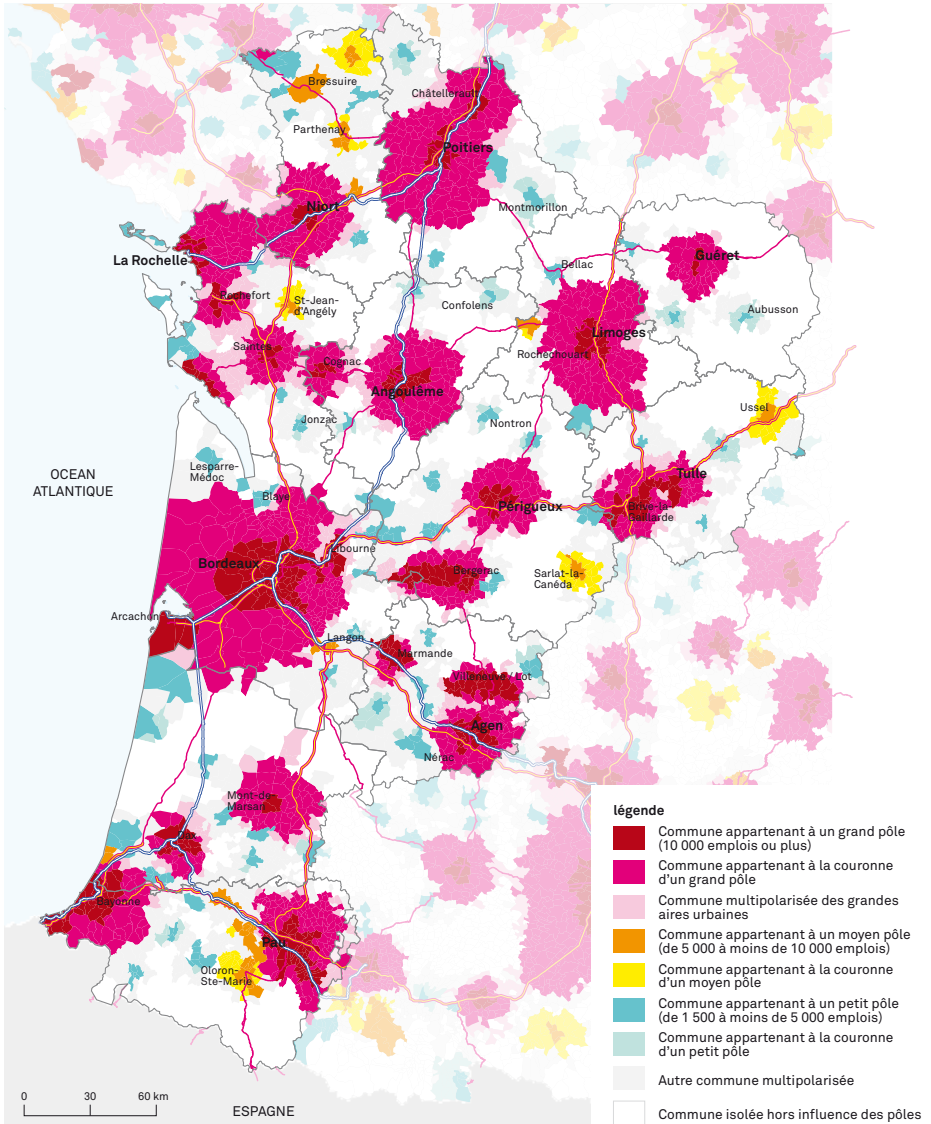 Bressuire
Châtellerault
Parthenay
Poitiers
Niort
Montmorillon
La Rochelle
Guéret
Bellac
Rochefort
St-Jean-
d'Angély
Confolens
Aubusson
Limoges
Saintes
Cognac
Rochechouart
Angoulême
Ussel
Jonzac
Nontron
OCEAN
ATLANTIQUE
Lesparre-
Médoc
Tulle
Blaye
Périgueux
Brive-la-
Gaillarde
Libourne
Bordeaux
Bergerac
Sarlat-la-
Canéda
Arcachon
Langon
Marmande
Villeneuve / Lot
Agen
Nérac
Mont-de-
Marsan
Dax
Bayonne
Pau
Oloron-
Ste-Marie
légende
Commune appartenant à un grand pôle
(10 000 emplois ou plus)
Commune appartenant à la couronne
d'un grand pôle
Commune multipolarisée des grandes
aires urbaines
Commune appartenant à un moyen pôle
(de 5 000 à moins de 10 000 emplois)
Commune appartenant à la couronne
d'un moyen pôle
Commune appartenant à un petit pôle
(de 1 500 à moins de 5 000 emplois)
Commune appartenant à la couronne
d'un petit pôle
Autre commune multipolarisée
Commune isolée hors influence des pôles
0 30 60 km
ESPAGNE